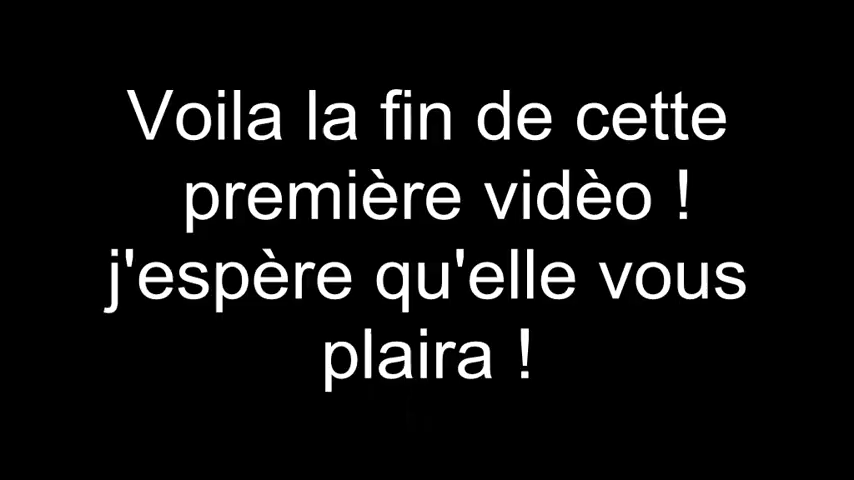 Voila la fin de cette
première vidèo !
j'espère qu'elle vous
plaira !